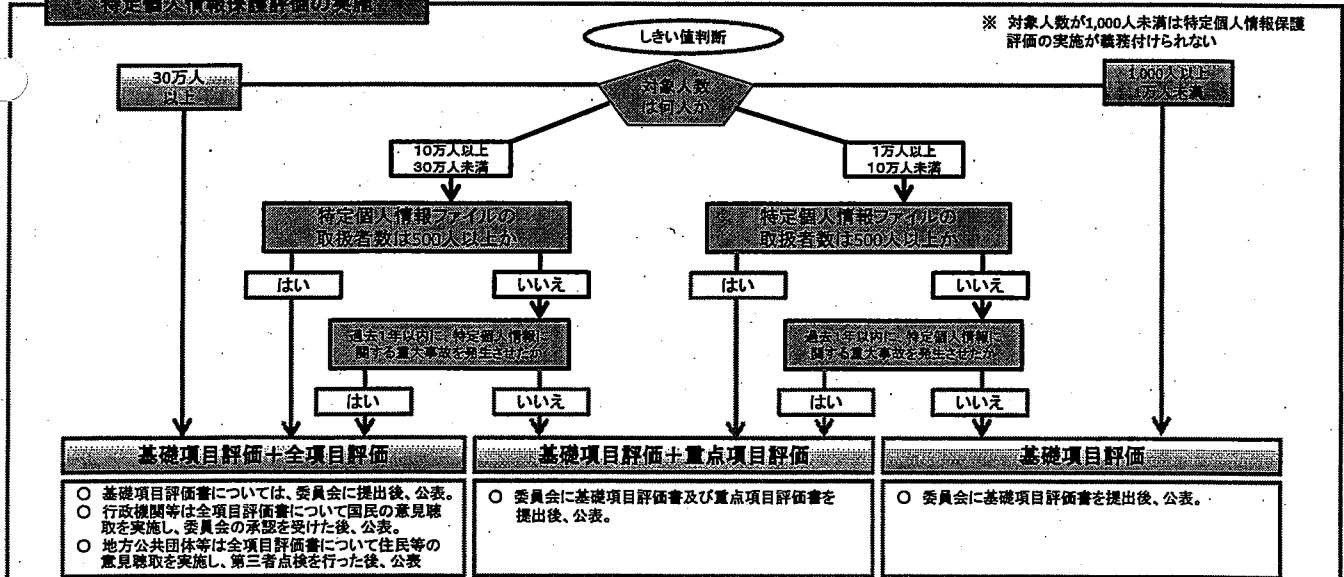 特定個人情報保護評価の実施
しきい値判断
※ 対象人数が1,000人未満は特定個人情報保護
評価の実施が義務付けられない
30万人
以上
対象人数
は何人か
1,000人以上
1万人未満
10万人以上
30万人未満
1万人以上
10万人未満
特定個人情報ファイルの
取扱者数は500人以上か
特定個人情報ファイルの
取扱者数は500人以上か
はい
いいえ
はい
いいえ
過去1年以内に、特定個人情報に
関する重大事故を発生させたか
過去1年以内に、特定個人情報に
関する重大事故を発生させたか
はい
いいえ
はい
いいえ
基礎項目評価+全項目評価
基礎項目評価+重点項目評価
基礎項目評価
○ 基礎項目評価書については、委員会に提出後、公表。
○ 行政機関等は全項目評価書について国民の意見聴
取を実施し、委員会の承認を受けた後、公表。
○ 地方公共団体等は全項目評価書について住民等の
意見聴取を実施し、第三者点検を行った後、公表
○ 委員会に基礎項目評価書及び重点項目評価書を
提出後、公表。
○ 委員会に基礎項目評価書を提出後、公表。